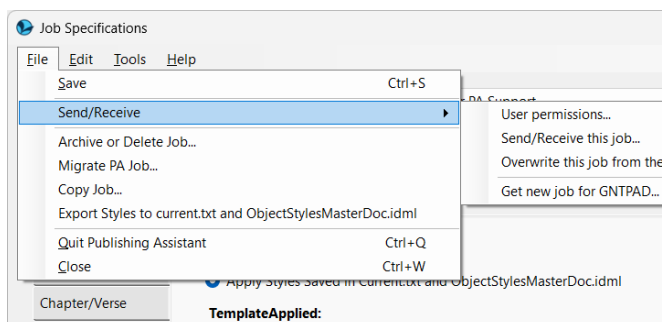 Job Specifications
File Edit Tools Help
Save Ctrl+S
Send/Receive
PA Support
User permissions...
Send/Receive this job...
Overwrite this job from the
Get new job for GNTPAD...
Archive or Delete Job...
Migrate PA Job...
Copy Job...
Export Styles to current.txt and ObjectStylesMasterDoc.idml
Quit Publishing Assistant Ctrl+Q
Close Ctrl+W
Apply Styles Saved in Current.txt and ObjectStylesMasterDoc.idml
Chapter/Verse
TemplateApplied: